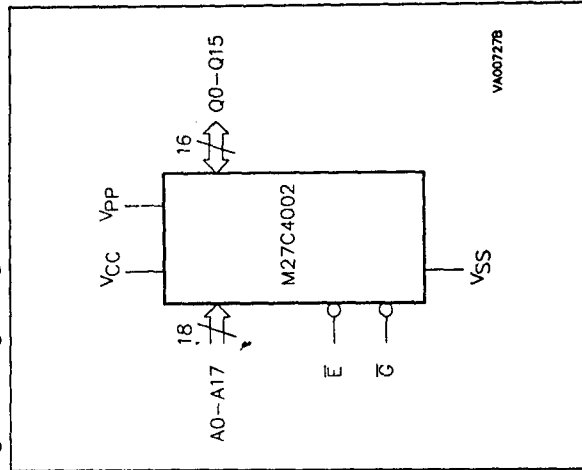 VCC VPP
18 16
A0-A17 Q0-Q15
M27C4002
E̅
G̅
VSS
VA00727B